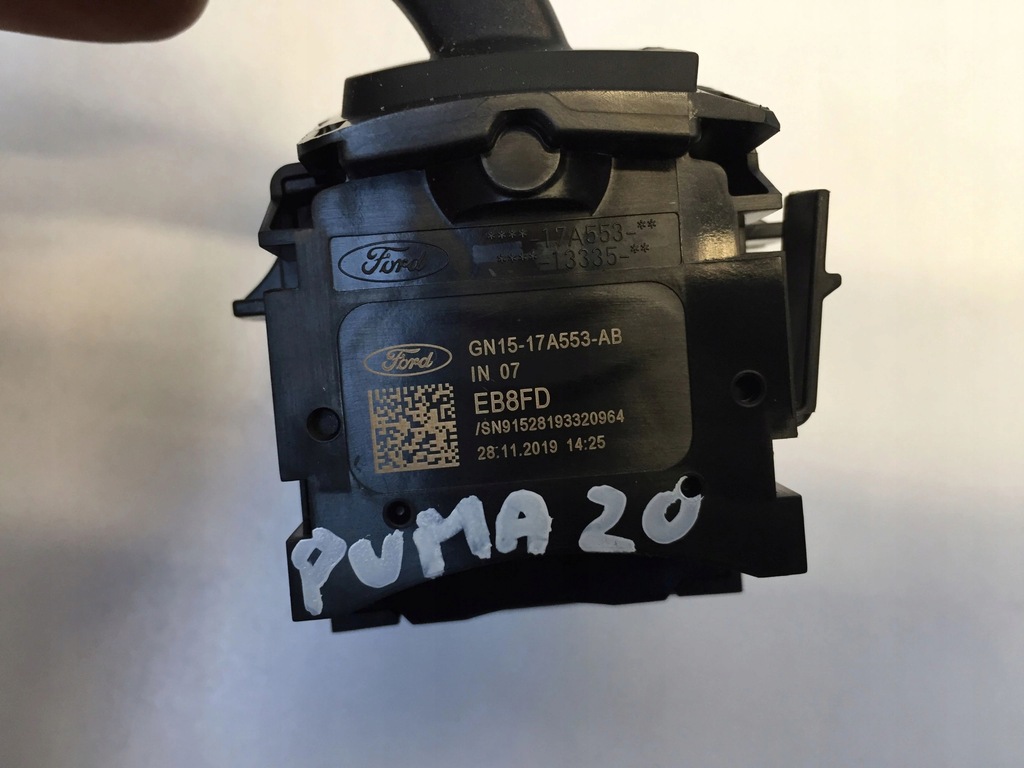 Ford
****-17A553-**
****-13335-**
Ford
GN15-17A553-AB
IN 07
EB8FD
/SN91528193320964
28.11.2019 14:25
PUMA 20